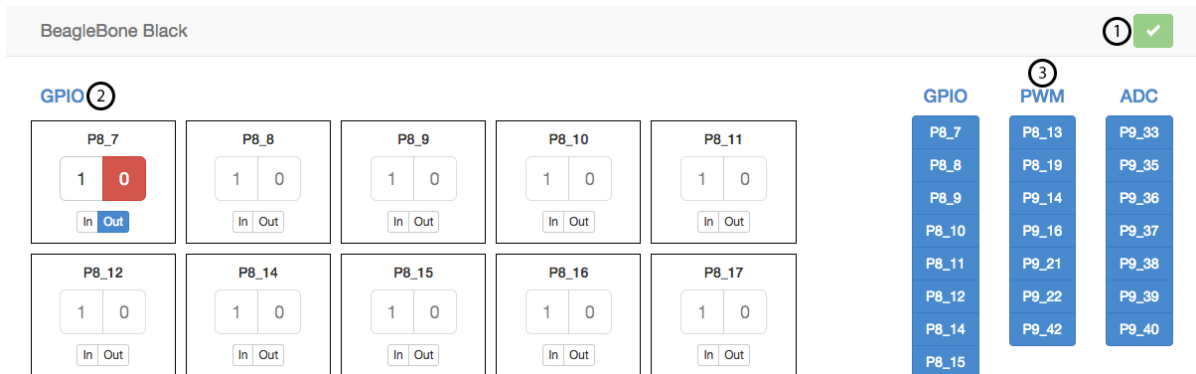 BeagleBone Black 1
3
GPIO 2 GPIO PWM ADC
P8_7 P8_8 P8_9 P8_10 P8_11 P8_7 P8_13 P9_33
P8_8 P8_19 P9_35
1 0 1 0 1 0 1 0 1 0
P8_9 P9_14 P9_36
In Out In Out In Out In Out In Out
P8_10 P9_16 P9_37
P8_11 P9_21 P9_38
P8_12 P8_14 P8_15 P8_16 P8_17
P8_12 P9_22 P9_39
1 0 1 0 1 0 1 0 1 0
P8_14 P9_42 P9_40
In Out In Out In Out In Out In Out
P8_15